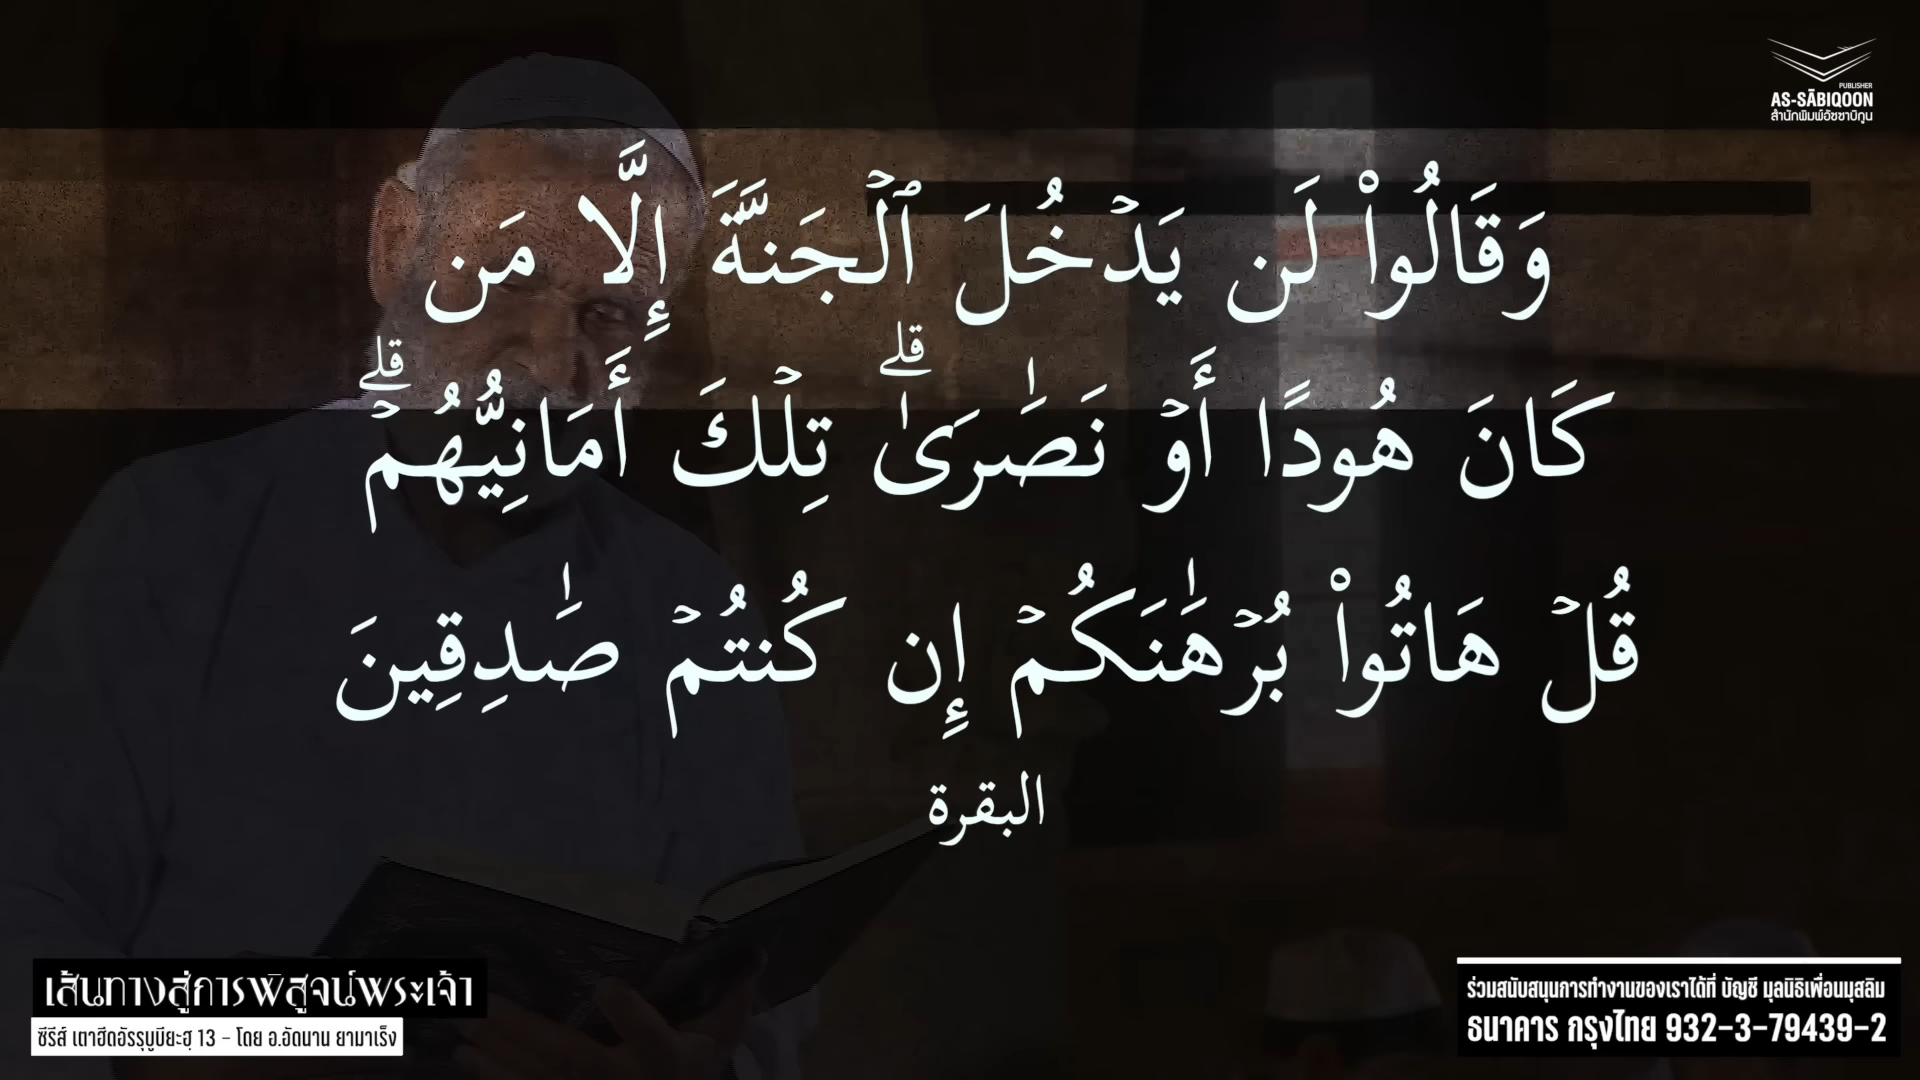 PUBLISHER
AS-SĀBIQOON
สำนักพิมพ์อัซซาบิกูน
وَقَالُوا۟ لَن يَدۡخُلَ ٱلۡجَنَّةَ إِلَّا مَن
كَانَ هُودًا أَوۡ نَصَٰرَىٰۗ تِلۡكَ أَمَانِيُّهُمۡۗ
قُلۡ هَاتُوا۟ بُرۡهَٰنَكُمۡ إِن كُنتُمۡ صَٰدِقِينَ
البقرة
เส้นทางสู่การพิสูจน์พระเจ้า
ซีรีส์ เตาฮีดอัรรุบูบียะฮฺ 13 - โดย อ.อัดนาน ยามาเร็ง
ร่วมสนับสนุนการทำงานของเราได้ที่ บัญชี มุลนิธิเพื่อนมุสลิม
ธนาคาร กรุงไทย 932-3-79439-2